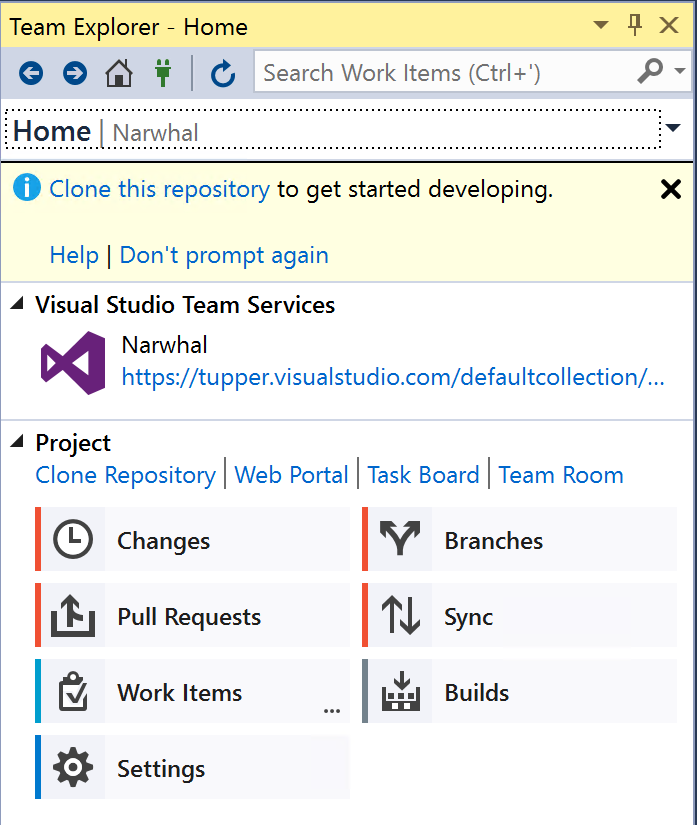 Team Explorer - Home
Search Work Items (Ctrl+')
Home | Narwhal
Clone this repository to get started developing.
Help | Don't prompt again
Visual Studio Team Services
Narwhal
https://tupper.visualstudio.com/defaultcollection/...
Project
Clone Repository | Web Portal | Task Board | Team Room
Changes
Branches
Pull Requests
Sync
Work Items
...
Builds
Settings